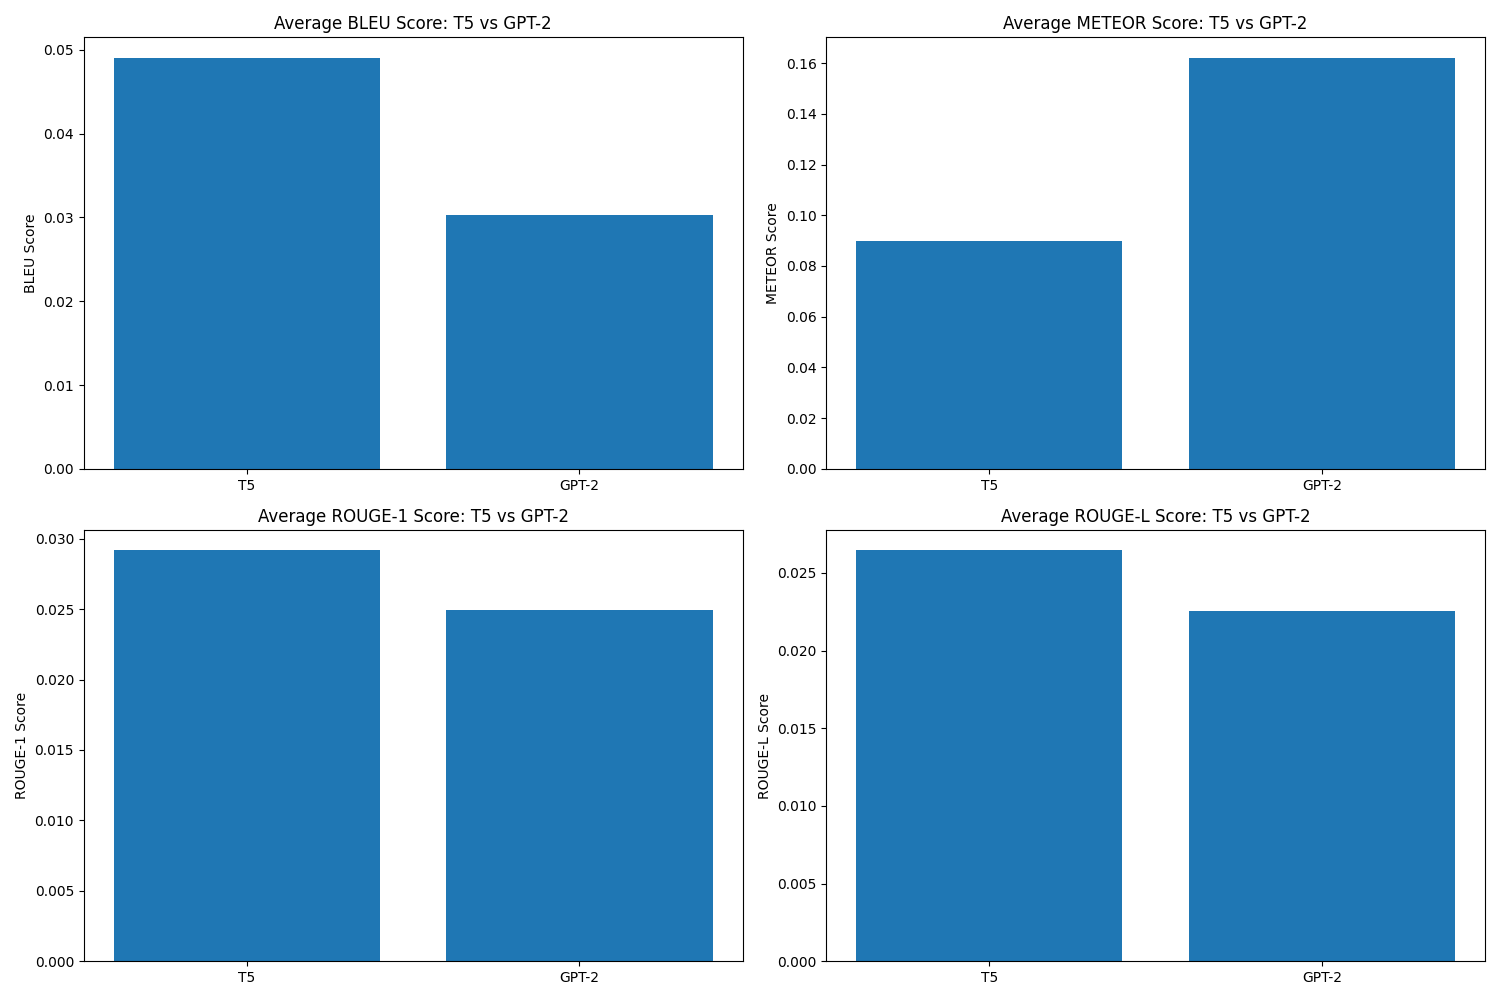 Average BLEU Score: T5 vs GPT-2
BLEU Score
0.05
0.04
0.03
0.02
0.01
0.00
T5 GPT-2
Average METEOR Score: T5 vs GPT-2
METEOR Score
0.16
0.14
0.12
0.10
0.08
0.06
0.04
0.02
0.00
T5 GPT-2
Average ROUGE-1 Score: T5 vs GPT-2
ROUGE-1 Score
0.030
0.025
0.020
0.015
0.010
0.005
0.000
T5 GPT-2
Average ROUGE-L Score: T5 vs GPT-2
ROUGE-L Score
0.025
0.020
0.015
0.010
0.005
0.000
T5 GPT-2